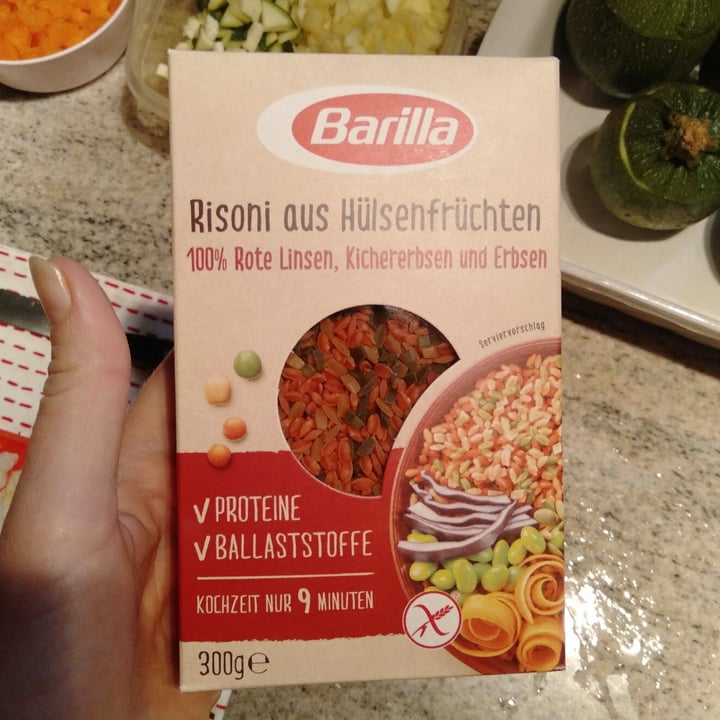 Barilla
Risoni aus Hülsenfrüchten
100% Rote Linsen, Kichererbsen und Erbsen
Serviervorschlag
√ PROTEINE
√ BALLASTSTOFFE
KOCHZEIT NUR 9 MINUTEN
300g℮